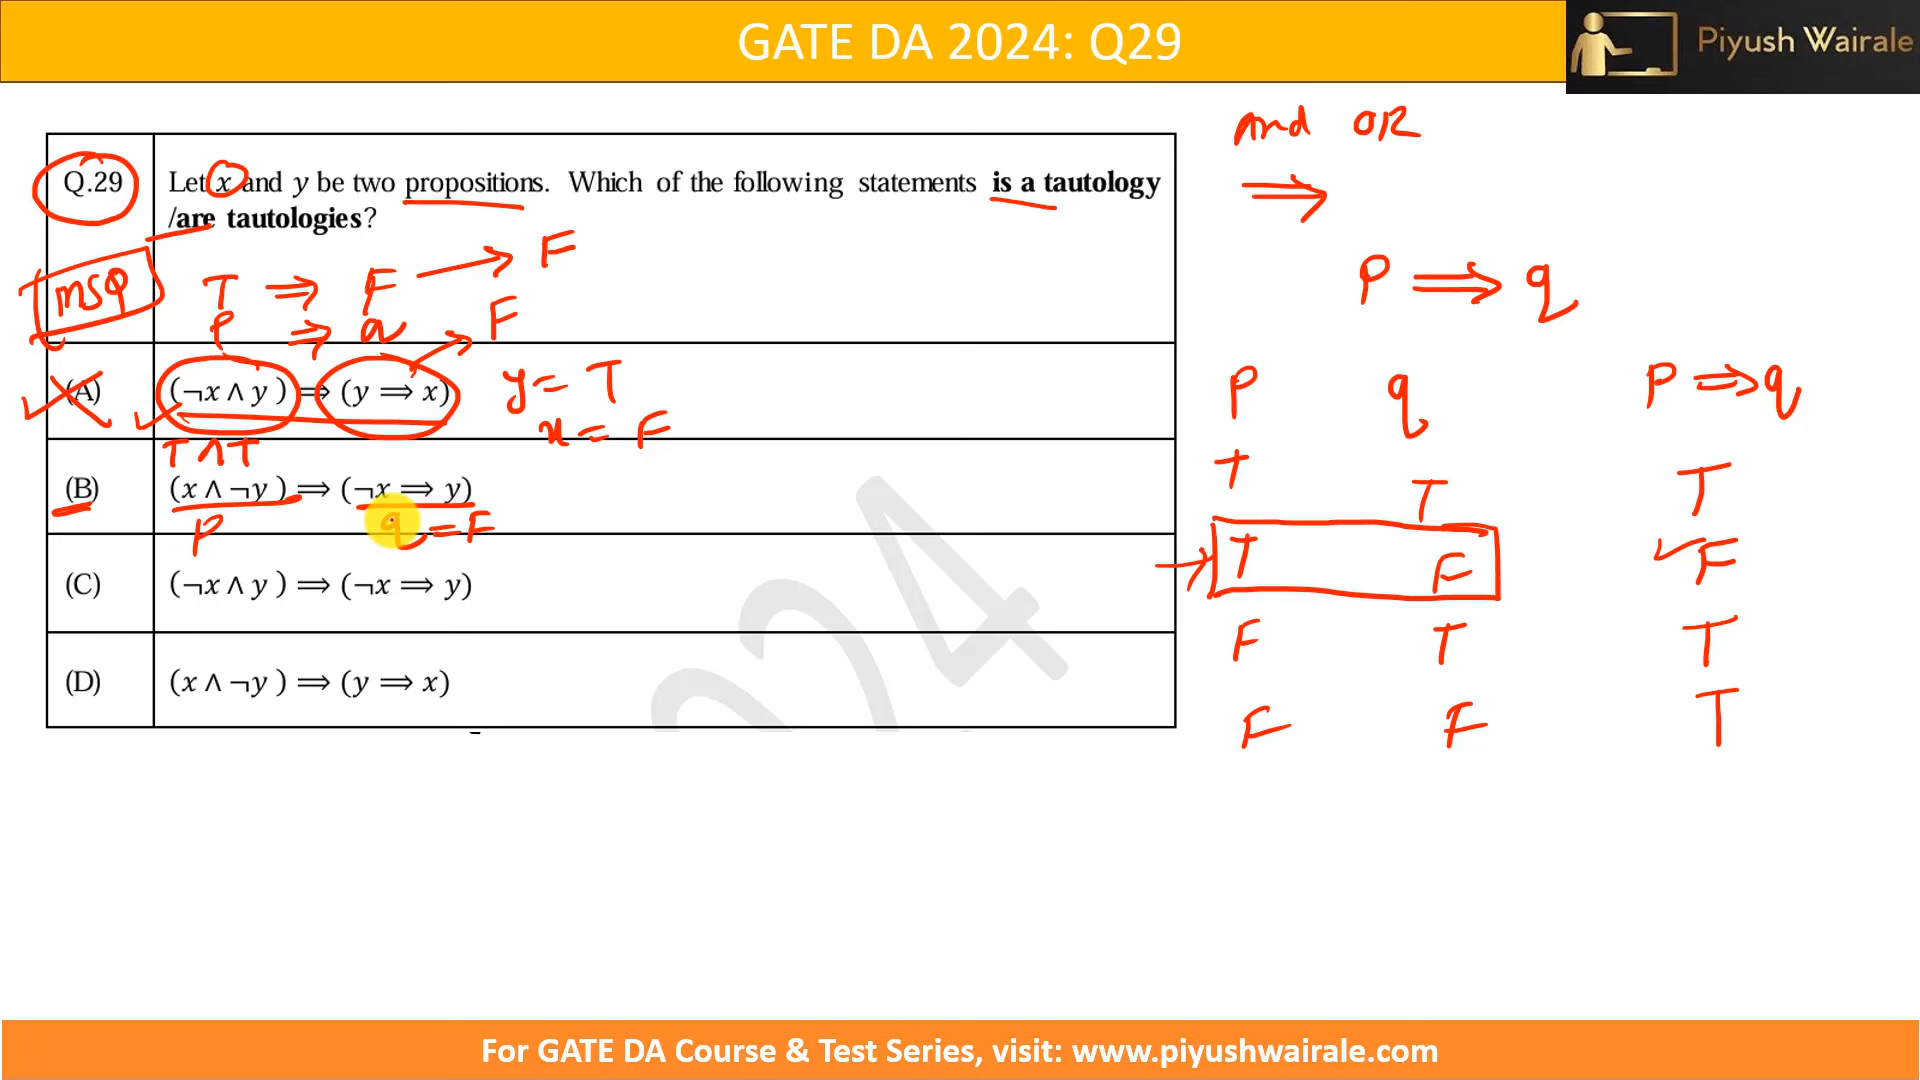 GATE DA 2024: Q29
Piyush Wairale
And OR
⟹
Q.29 Let x and y be two propositions. Which of the following statements is a tautology
/are tautologies?
MSQ
T ⇒ F → F
P ⇒ q F
P ⟹ q
(A) (¬x ∧ y ) ⟹ (y ⟹ x)
y = T
x = F
T ∧ T
(B) (x ∧ ¬y ) ⟹ (¬x ⟹ y)
P q = F
(C) (¬x ∧ y ) ⟹ (¬x ⟹ y)
(D) (x ∧ ¬y ) ⟹ (y ⟹ x)
P q P ⟹ q
T T T
T F F
F T T
F F T
24
For GATE DA Course & Test Series, visit: www.piyushwairale.com